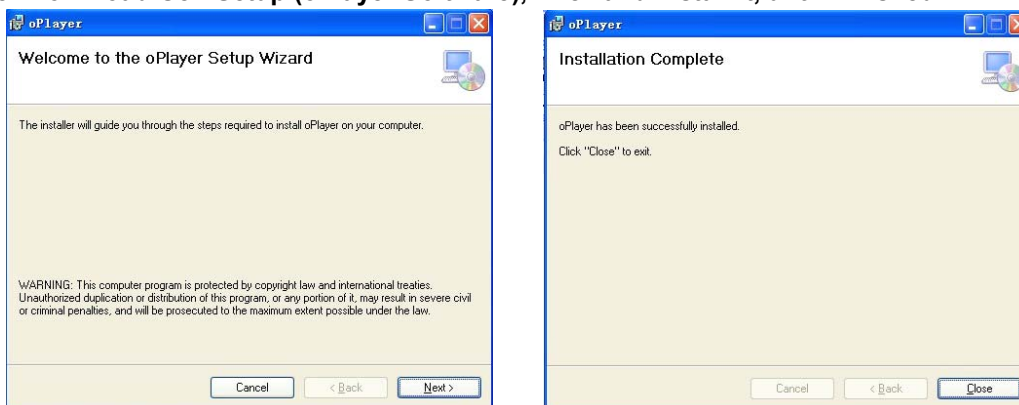 oPlayer
Welcome to the oPlayer Setup Wizard
The installer will guide you through the steps required to install oPlayer on your computer.
WARNING: This computer program is protected by copyright law and international treaties.
Unauthorized duplication or distribution of this program, or any portion of it, may result in severe civil
or criminal penalties, and will be prosecuted to the maximum extent possible under the law.
Cancel
< Back
Next >
oPlayer
Installation Complete
oPlayer has been successfully installed.
Click "Close" to exit.
Cancel
< Back
Close